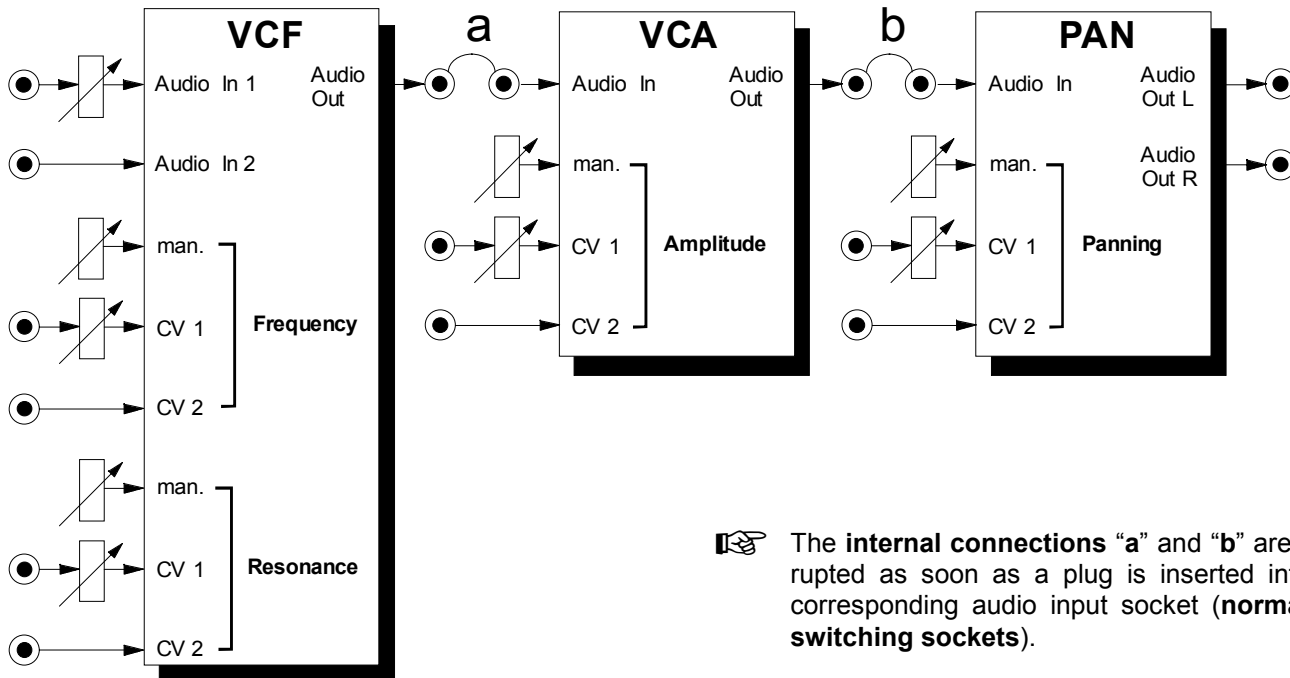 VCF
Audio In 1
Audio
Out
Audio In 2
man.
CV 1
Frequency
CV 2
man.
CV 1
Resonance
CV 2
a
VCA
Audio In
Audio
Out
man.
CV 1
Amplitude
CV 2
b
PAN
Audio In
Audio
Out L
man.
Audio
Out R
CV 1
Panning
CV 2
The internal connections “a” and “b” are
rupted as soon as a plug is inserted in
corresponding audio input socket (norma
switching sockets).